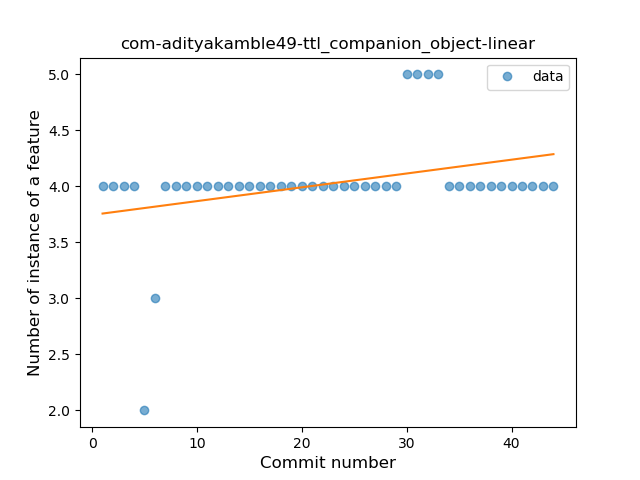 com-adityakamble49-ttl_companion_object-linear
data
5.0
4.5
4.0
3.5
3.0
2.5
2.0
Number of instance of a feature
0 10 20 30 40
Commit number